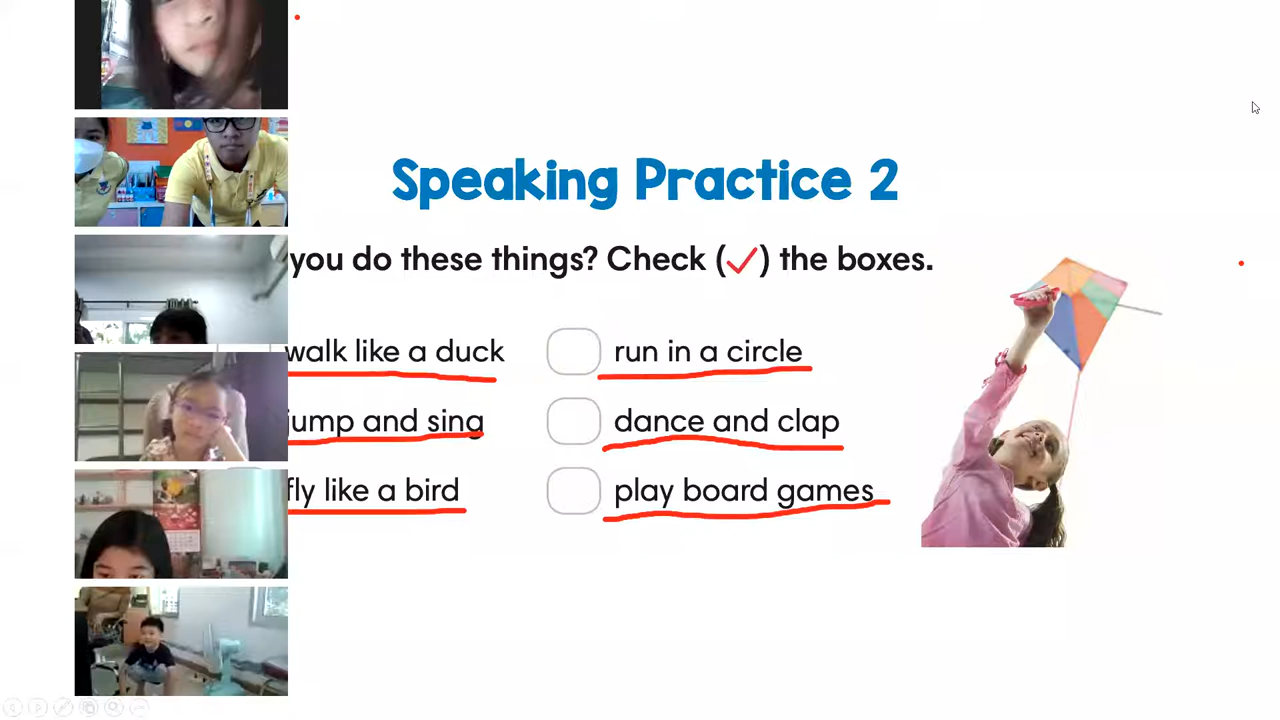 Speaking Practice 2
you do these things? Check (✓) the boxes.
walk like a duck
run in a circle
jump and sing
dance and clap
fly like a bird
play board games